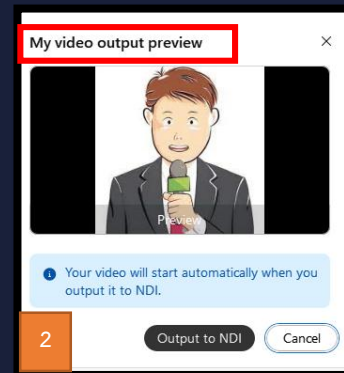 My video output preview
Preview
Your video will start automatically when you
output it to NDI.
2
Output to NDI
Cancel